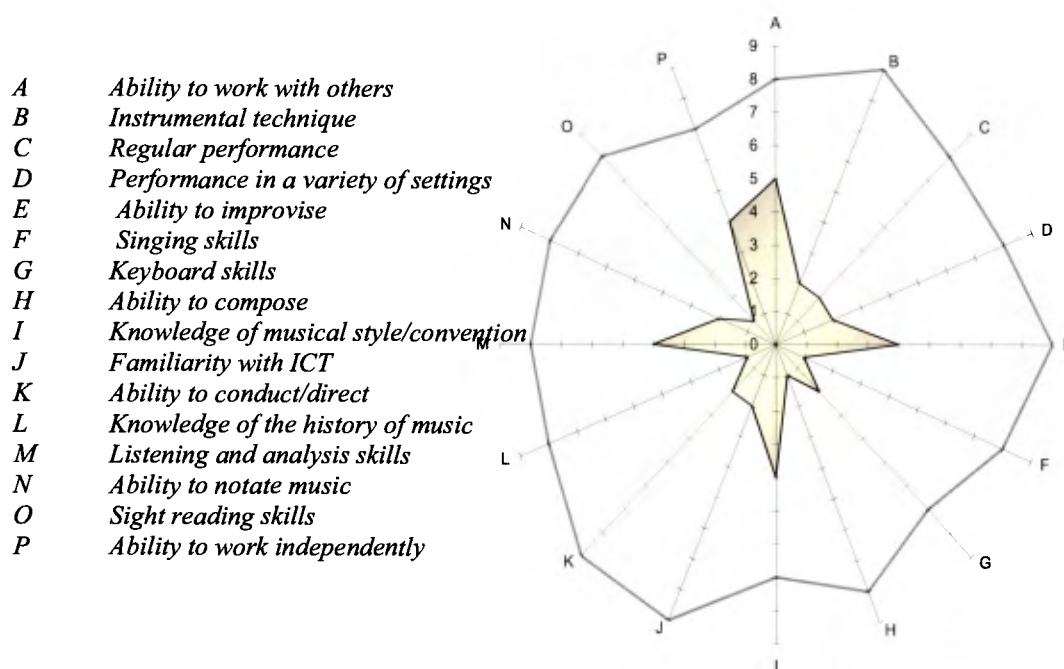 A Ability to work with others
B Instrumental technique
C Regular performance
D Performance in a variety of settings
E Ability to improvise
F Singing skills
G Keyboard skills
H Ability to compose
I Knowledge of musical style/convention
J Familiarity with ICT
K Ability to conduct/direct
L Knowledge of the history of music
M Listening and analysis skills
N Ability to notate music
O Sight reading skills
P Ability to work independently
A
B
C
D
F
G
H
I
J
K
L
M
N
O
P
9
8
7
6
5
4
3
2
1
0